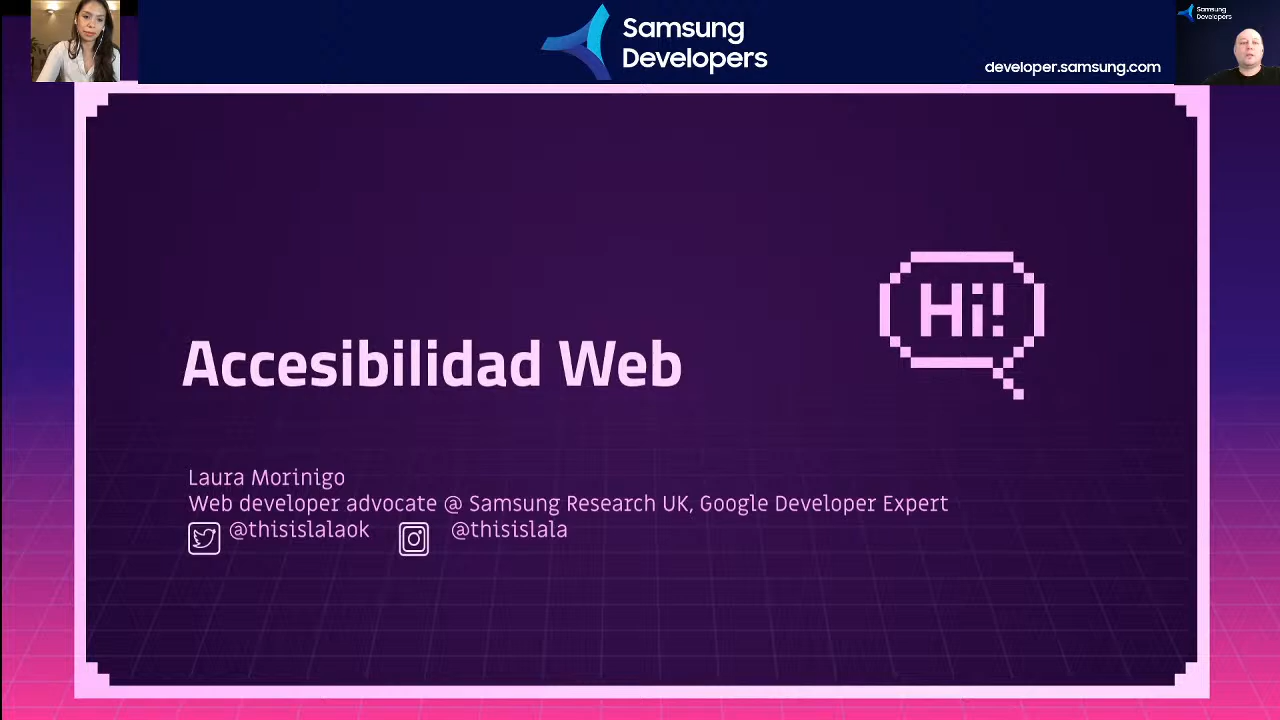 Samsung
Developers
developer.samsung.com
Samsung
Developers
Hi!
Accesibilidad Web
Laura Morinigo
Web developer advocate @ Samsung Research UK, Google Developer Expert
@thisislalaok @thisislala